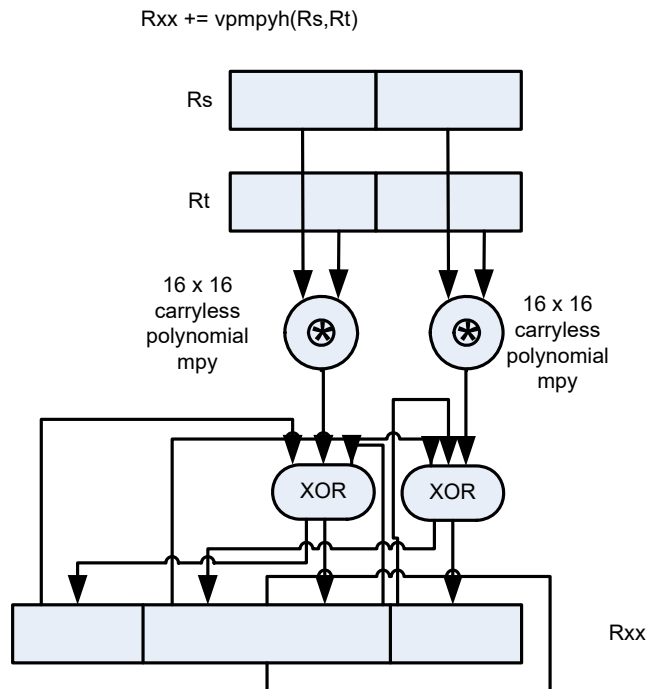 Rxx += vpmpyh(Rs,Rt)
Rs
Rt
16 x 16
carryless
polynomial
mpy
16 x 16
carryless
polynomial
mpy
*
*
XOR
XOR
Rxx